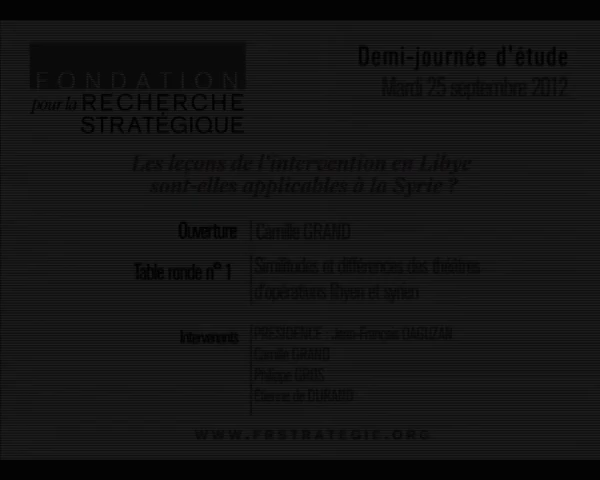 FONDATION
pour la RECHERCHE
STRATÉGIQUE
Demi-journée d'étude
Mardi 25 septembre 2012
Les leçons de l'intervention en Libye
sont-elles applicables à la Syrie ?
Ouverture
Camille GRAND
Table ronde n° 1
Similitudes et différences des théâtres
d'opérations libyen et syrien
Intervenants
PRÉSIDENCE : Jean-François DAGUZAN
Camille GRAND
Philippe GROS
Étienne de DURAND
WWW.FRSTRATEGIE.ORG